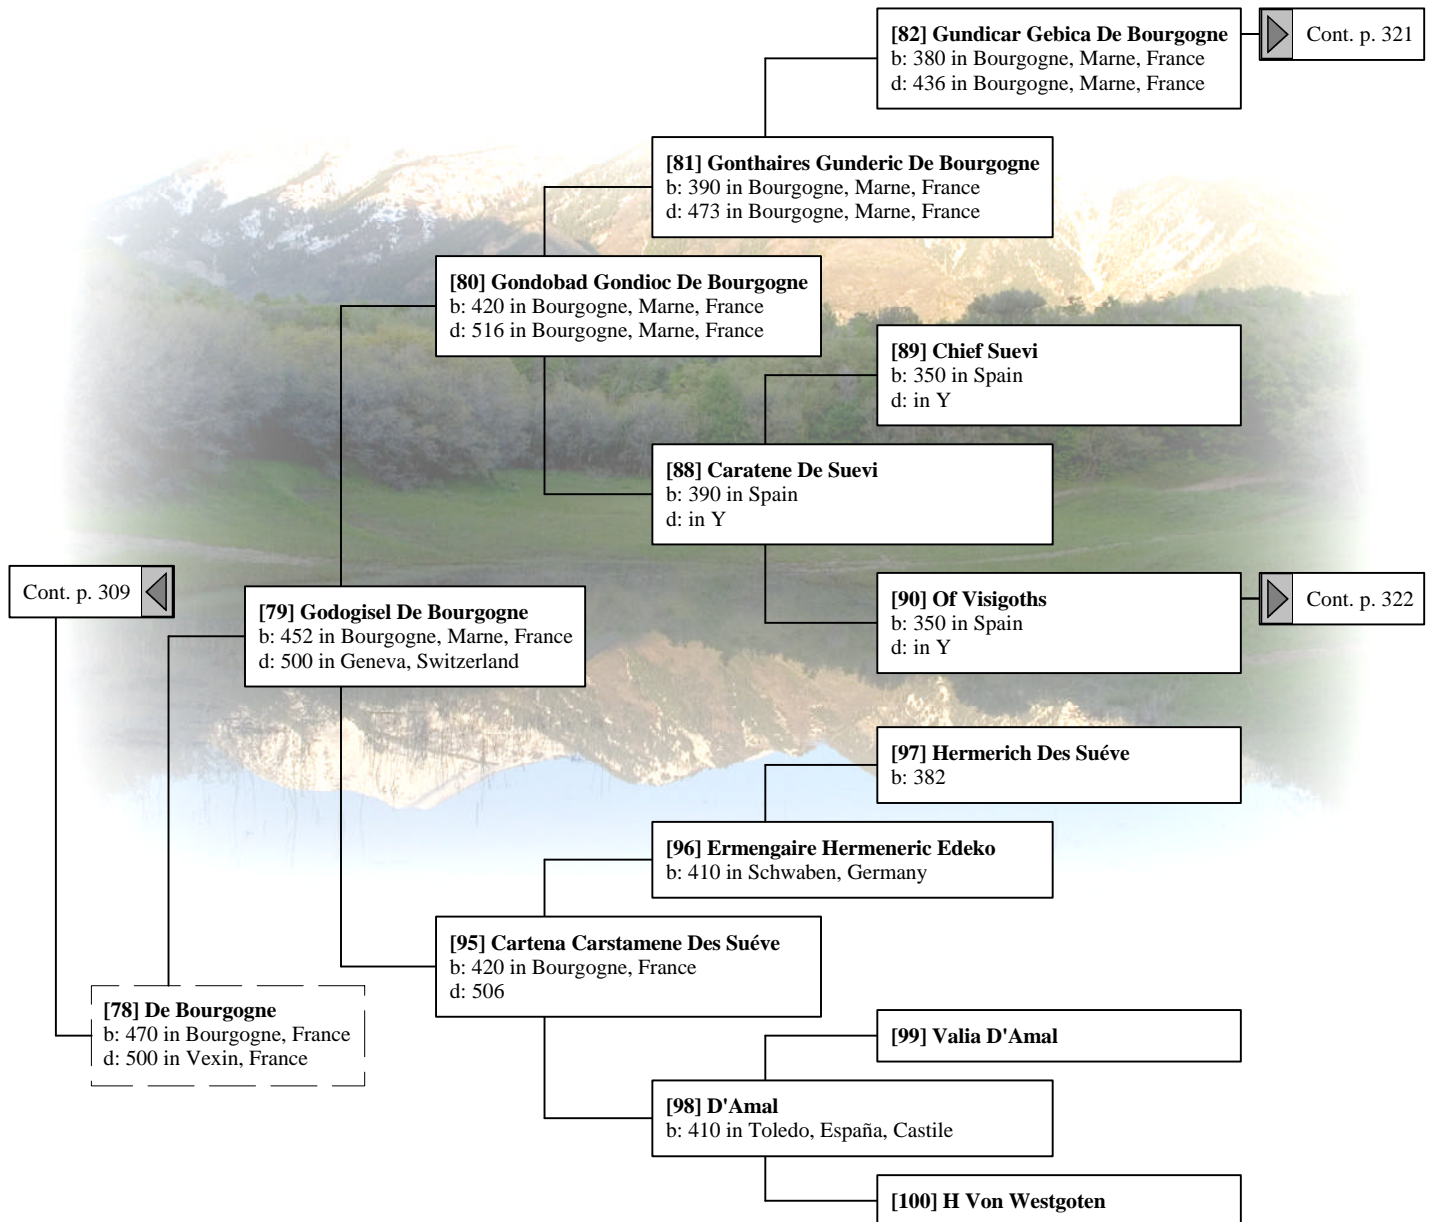 [82] Gundicar Gebica De Bourgogne
b: 380 in Bourgogne, Marne, France
d: 436 in Bourgogne, Marne, France
Cont. p. 321
[81] Gonthaires Gunderic De Bourgogne
b: 390 in Bourgogne, Marne, France
d: 473 in Bourgogne, Marne, France
[80] Gondobad Gondioc De Bourgogne
b: 420 in Bourgogne, Marne, France
d: 516 in Bourgogne, Marne, France
[89] Chief Suevi
b: 350 in Spain
d: in Y
[88] Caratene De Suevi
b: 390 in Spain
d: in Y
[90] Of Visigoths
b: 350 in Spain
d: in Y
Cont. p. 322
Cont. p. 309
[79] Godogisel De Bourgogne
b: 452 in Bourgogne, Marne, France
d: 500 in Geneva, Switzerland
[97] Hermerich Des Suéve
b: 382
[96] Ermengaire Hermeneric Edeko
b: 410 in Schwaben, Germany
[95] Cartena Carstamene Des Suéve
b: 420 in Bourgogne, France
d: 506
[78] De Bourgogne
b: 470 in Bourgogne, France
d: 500 in Vexin, France
[99] Valia D'Amal
[98] D'Amal
b: 410 in Toledo, España, Castile
[100] H Von Westgoten